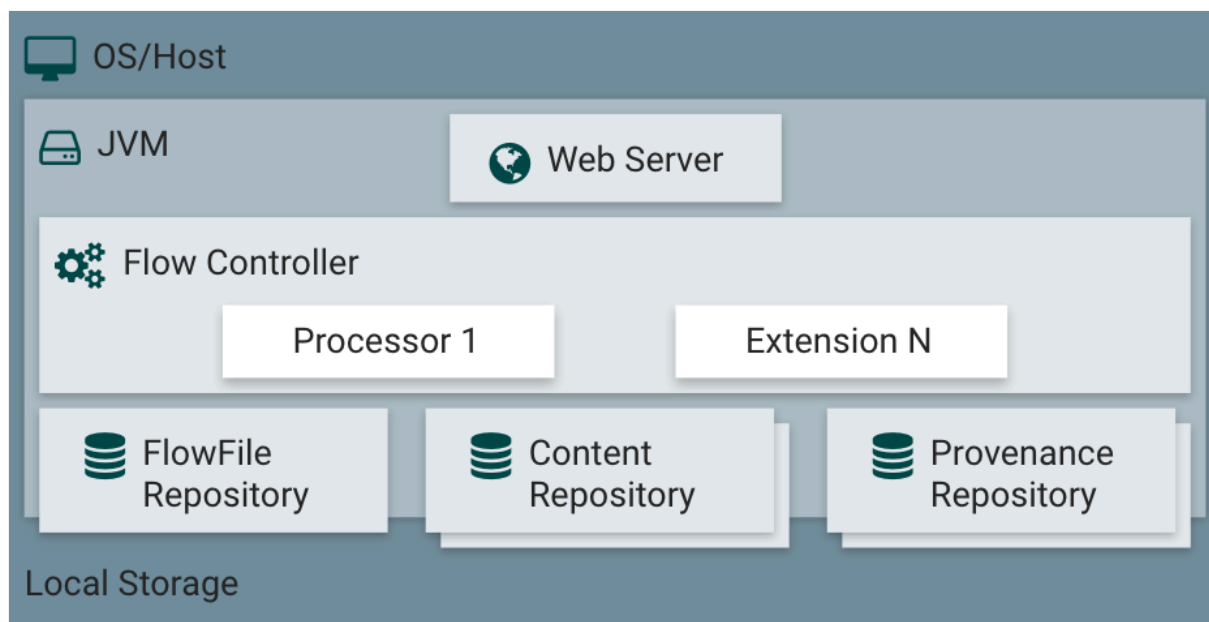 OS/Host
JVM
Web Server
Flow Controller
Processor 1
Extension N
FlowFile
Repository
Content
Repository
Provenance
Repository
Local Storage